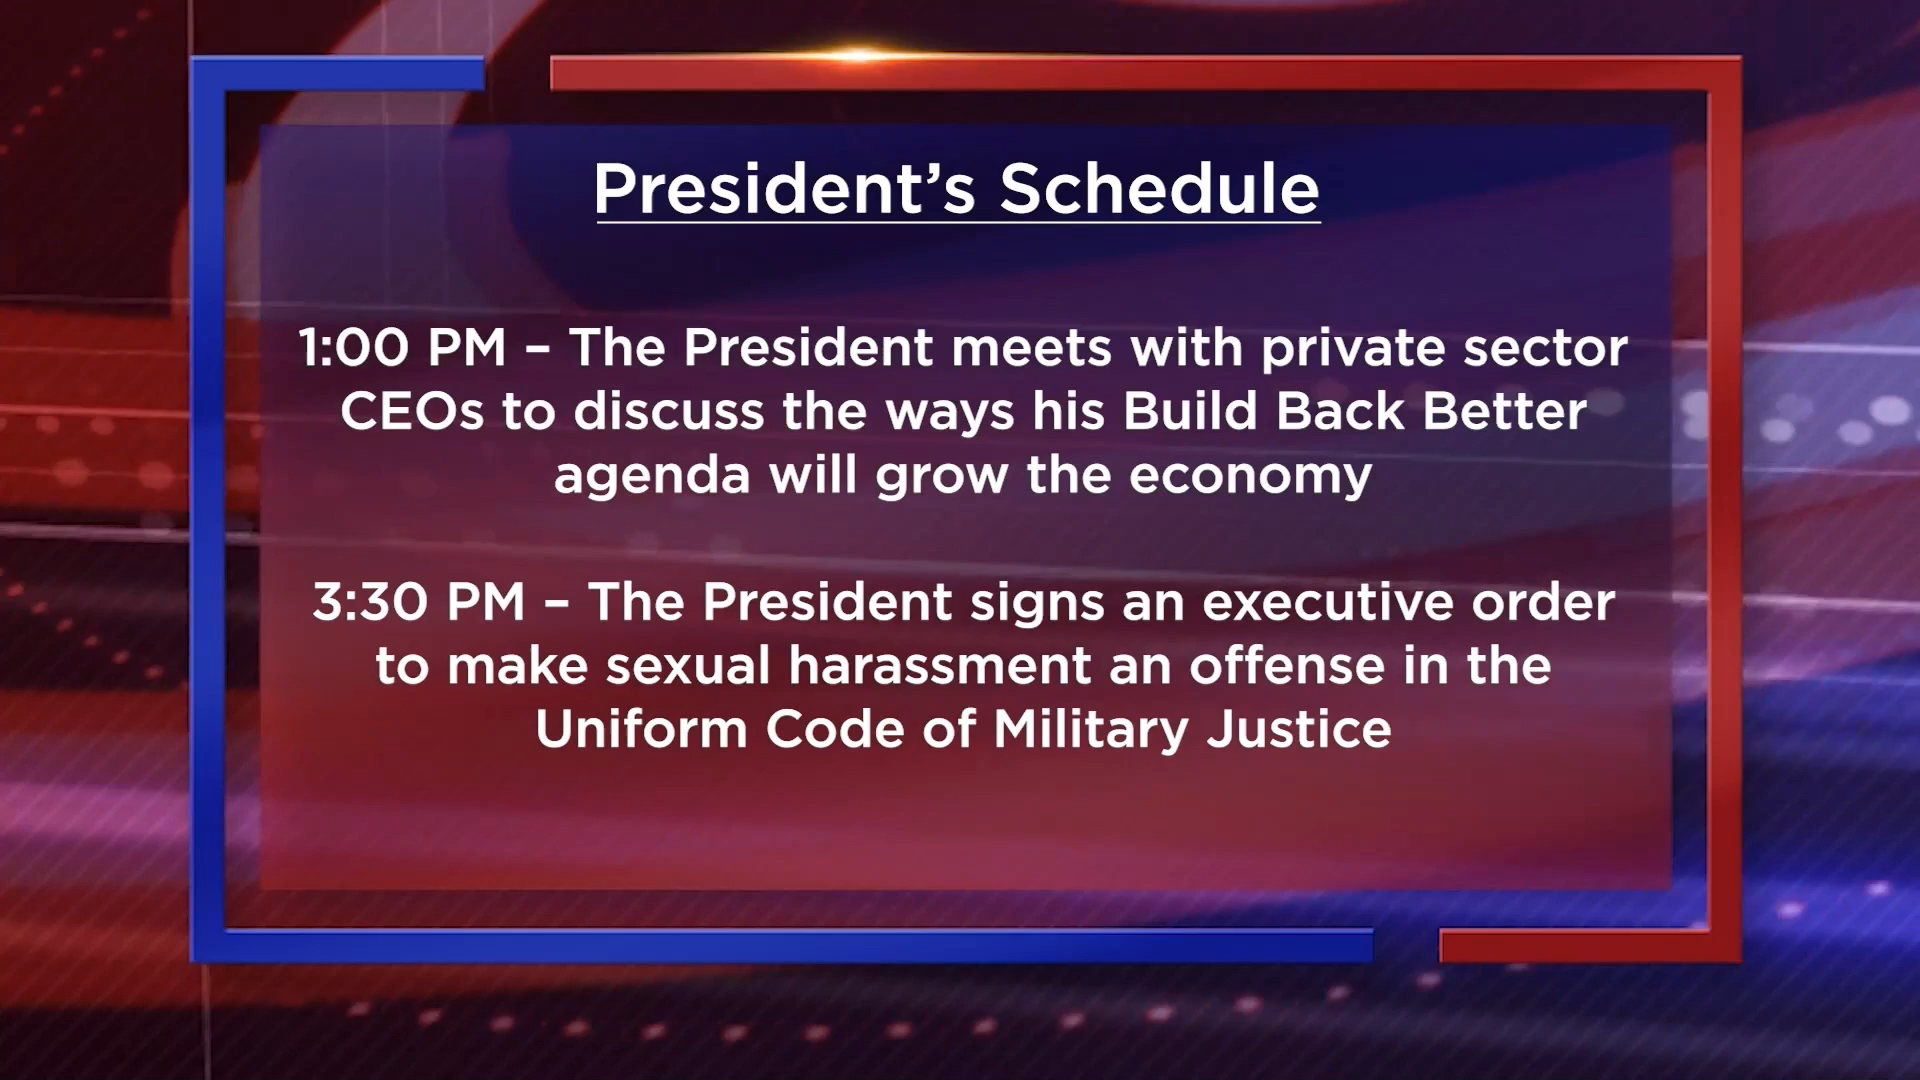 President's Schedule
1:00 PM – The President meets with private sector
CEOs to discuss the ways his Build Back Better
agenda will grow the economy
3:30 PM – The President signs an executive order
to make sexual harassment an offense in the
Uniform Code of Military Justice